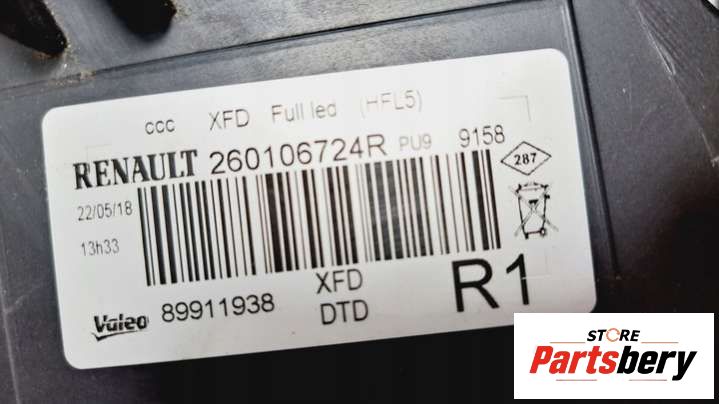 ccc XFD Full led (HFL5)
RENAULT 260106724R PU9 9158
287
22/05/18
13h33
Valeo 89911938 XFD
DTD
R1
STORE
Partsbery